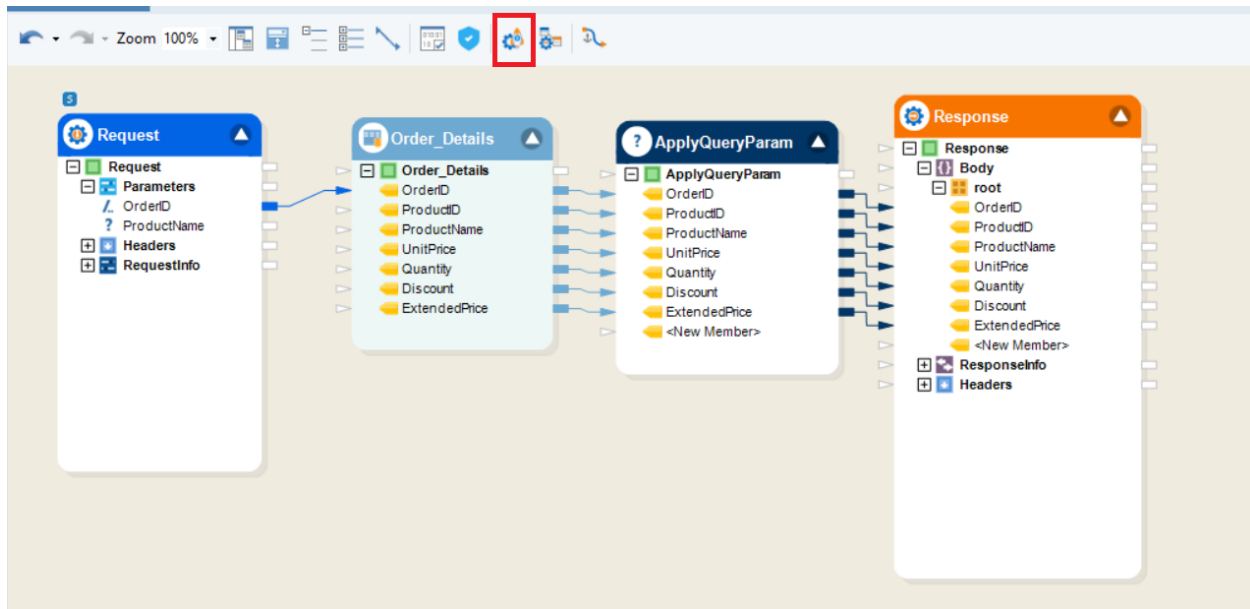 Zoom 100%
S
Request
Request
Parameters
OrderID
? ProductName
Headers
RequestInfo
Order_Details
Order_Details
OrderID
ProductID
ProductName
UnitPrice
Quantity
Discount
ExtendedPrice
? ApplyQueryParam
ApplyQueryParam
OrderID
ProductID
ProductName
UnitPrice
Quantity
Discount
ExtendedPrice
<New Member>
Response
Response
{} Body
root
OrderID
ProductID
ProductName
UnitPrice
Quantity
Discount
ExtendedPrice
<New Member>
ResponseInfo
Headers